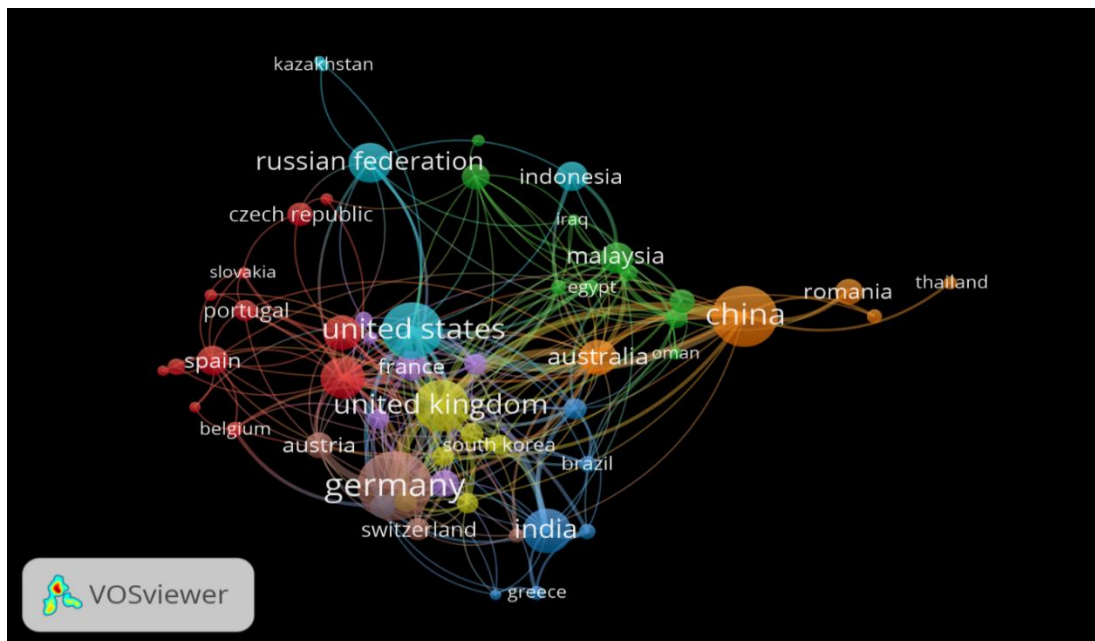 kazakhstan
russian federation
indonesia
czech republic
iraq
malaysia
slovakia
egypt
thailand
romania
portugal
china
united states
oman
australia
spain
france
united kingdom
belgium
austria
south korea
brazil
germany
switzerland
india
greece
VOSviewer